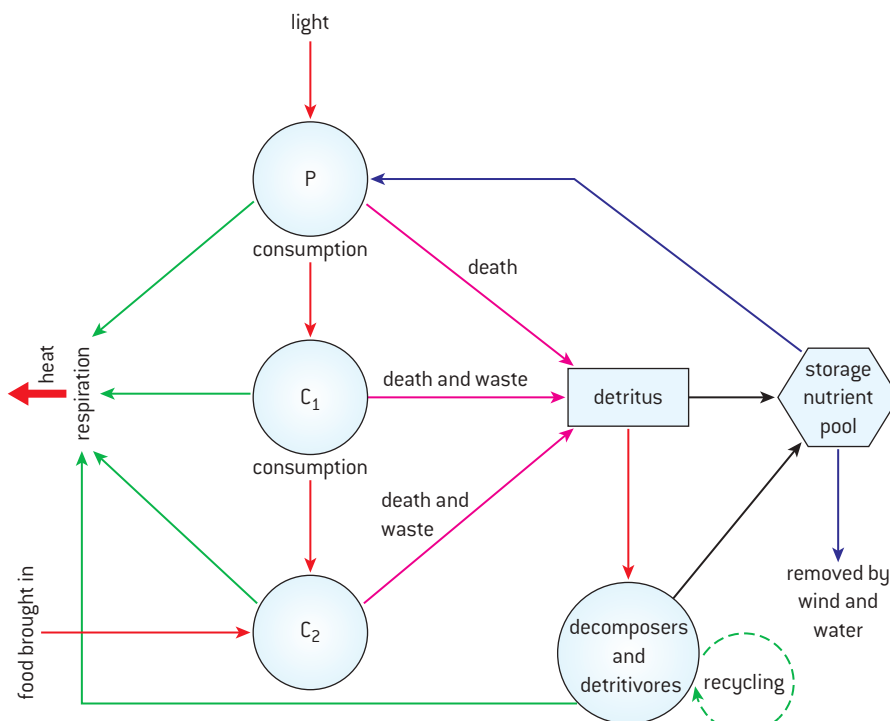 light
P
consumption
death
heat
respiration
C₁
death and waste
detritus
storage
nutrient
pool
consumption
death and
waste
food brought in
C₂
decomposers
and
detritivores
recycling
removed by
wind and
water